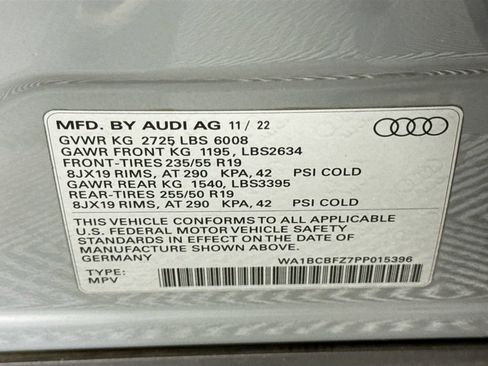 MFD. BY AUDI AG 11 / 22
GVWR KG 2725 LBS 6008
GAWR FRONT KG 1195, LBS2634
FRONT-TIRES 235/55 R19
8JX19 RIMS, AT 290 KPA, 42 PSI COLD
GAWR REAR KG 1540, LBS3395
REAR-TIRES 255/50 R19
8JX19 RIMS, AT 290 KPA, 42 PSI COLD
THIS VEHICLE CONFORMS TO ALL APPLICABLE
U.S. FEDERAL MOTOR VEHICLE SAFETY
STANDARDS IN EFFECT ON THE DATE OF
MANUFACTURE SHOWN ABOVE.
GERMANY WA1BCBFZ7PP015396
TYPE:
MPV